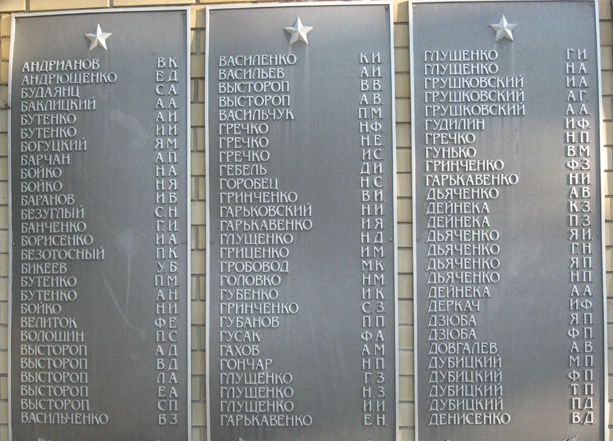 АНДРИАНОВ В.К
АНДРЮЩЕНКО Е.Д
БУДАЯНЦ С.А
БАКЛИЦКИЙ А.А
БУТЕНКО А.И
БУТЕНКО И.И
БОГУЦКИЙ Я.М
БАРЧАН А.П
БОЙКО Н.А
БОЙКО Н.Я
БАРАНОВ И.В
БЕЗУГЛЫЙ С.Н
БАНЧЕНКО Г.И
БОРИСЕНКО И.А
БЕЗОТОСНЫЙ П.К
БИКЕЕВ У.Б
БУТЕНКО П.М
БУТЕНКО А.Н
БОЙКО Н.И
ВЕЛИТОК Ф.Е
ВОЛОШИН П.С
ВЫСТОРОП А.Д
ВЫСТОРОП В.Д
ВЫСТОРОП Л.А
ВЫСТОРОП Е.А
ВЫСТОРОП С.П
ВАСИЛЬЧЕНКО В.З
ВАСИЛЕНКО К.И
ВАСИЛЬЕВ А.И
ВЫСТОРОП В.В
ВЫСТОРОП А.В
ВАСИЛЬЧУК П.М
ГРЕЧКО Н.Ф
ГРЕЧКО Н.Е
ГРЕЧКО И.С
ГЕБЕЛЬ Д.И
ГОРОБЕЦ Н.С
ГРИНЧЕНКО В.И
ГАРЬКОВСКИЙ Н.И
ГАРЬКАВЕНКО И.Я
ГЛУЩЕНКО Н.Д
ГРИЦЕНКО И.М
ГРОБОВОД М.К
ГОЛОВКО Н.М
ГУБЕНКО И.К
ГРИНЧЕНКО С.З
ГУБАНОВ П.П
ГУСАК Ф.А
ГАХОВ А.М
ГОНЧАР Н.П
ГЛУЩЕНКО Г.З
ГЛУЩЕНКО Н.З
ГЛУЩЕНКО И.И
ГАРЬКАВЕНКО Е.Н
ГЛУЩЕНКО Г.И
ГЛУЩЕНКО Н.А
ГРУШКОВСКИЙ И.А
ГРУШКОВСКИЙ А.Г
ГРУШКОВСКИЙ А.А
ГУДИЛИН И.Ф
ГРЕЧКО Н.П
ГУНЬКО В.М
ГРИНЧЕНКО Ф.З
ГАРЬКАВЕНКО Н.И
ДЬЯЧЕНКО А.В
ДЕЙНЕКА К.З
ДЕЙНЕКА П.З
ДЬЯЧЕНКО Я.И
ДЬЯЧЕНКО Г.Н
ДЬЯЧЕНКО Я.П
ДЬЯЧЕНКО Н.П
ДЕЙНЕКА А.А
ДЕРКАЧ И.Ф
ДЗЮБА Я.П
ДЗЮБА Ф.П
ДОВГАЛЕВ А.В
ДУБИЦКИЙ М.П
ДУБИЦКИЙ Ф.П
ДУБИЦКИЙ Т.П
ДУБИЦКИЙ П.Д
ДЕНИСЕНКО В.Д